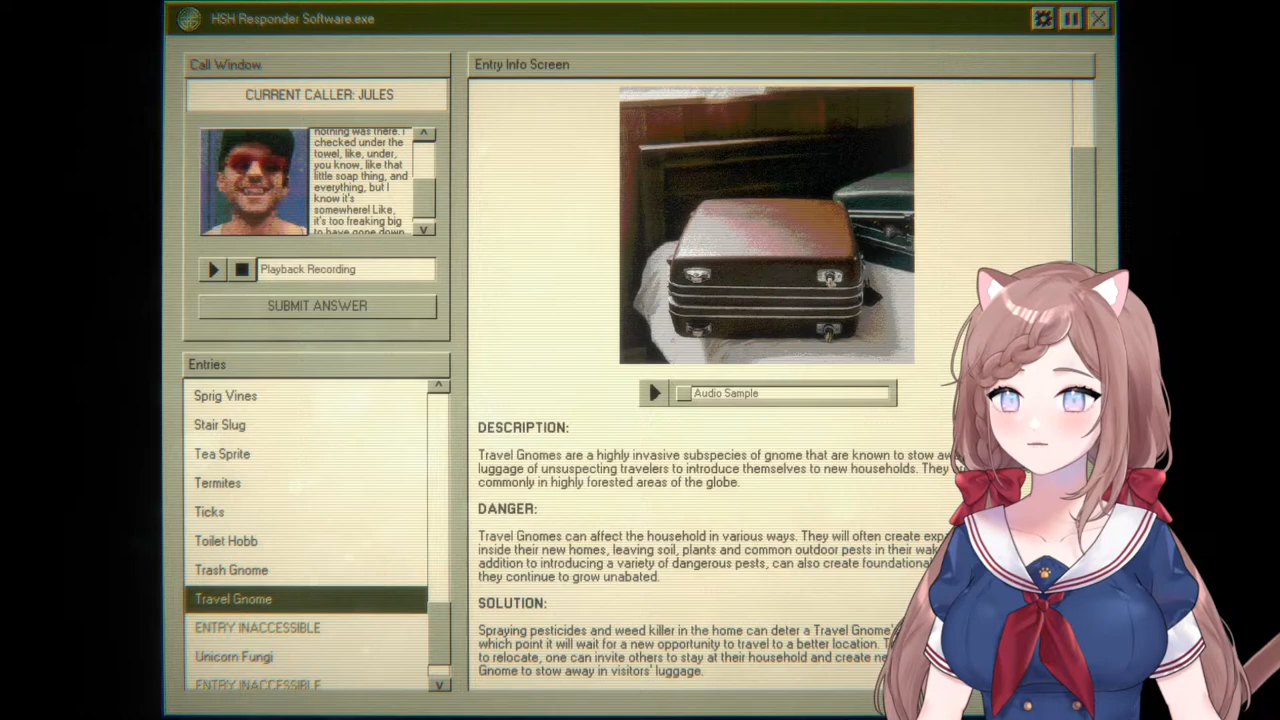 HSH Responder Software.exe
Call Window
CURRENT CALLER: JULES
nothing was there. I
checked under the
towel, like, under,
you know, like that
little soap thing, and
everything, but I
know it's
somewhere! Like,
it's too freaking big
to have gone down
Playback Recording
SUBMIT ANSWER
Entries
Sprig Vines
Stair Slug
Tea Sprite
Termites
Ticks
Toilet Hobb
Trash Gnome
Travel Gnome
ENTRY INACCESSIBLE
Unicorn Fungi
ENTRY INACCESSIBLE
Entry Info Screen
Audio Sample
DESCRIPTION:
Travel Gnomes are a highly invasive subspecies of gnome that are known to stow
luggage of unsuspecting travelers to introduce themselves to new households. They
commonly in highly forested areas of the globe.
DANGER:
Travel Gnomes can affect the household in various ways. They will often create
inside their new homes, leaving soil, plants and common outdoor pests in their
addition to introducing a variety of dangerous pests, can also create foundational
they continue to grow unabated.
SOLUTION:
Spraying pesticides and weed killer in the home can deter a Travel Gnome'
which point it will wait for a new opportunity to travel to a better location.
to relocate, one can invite others to stay at their household and create
Gnome to stow away in visitors' luggage.